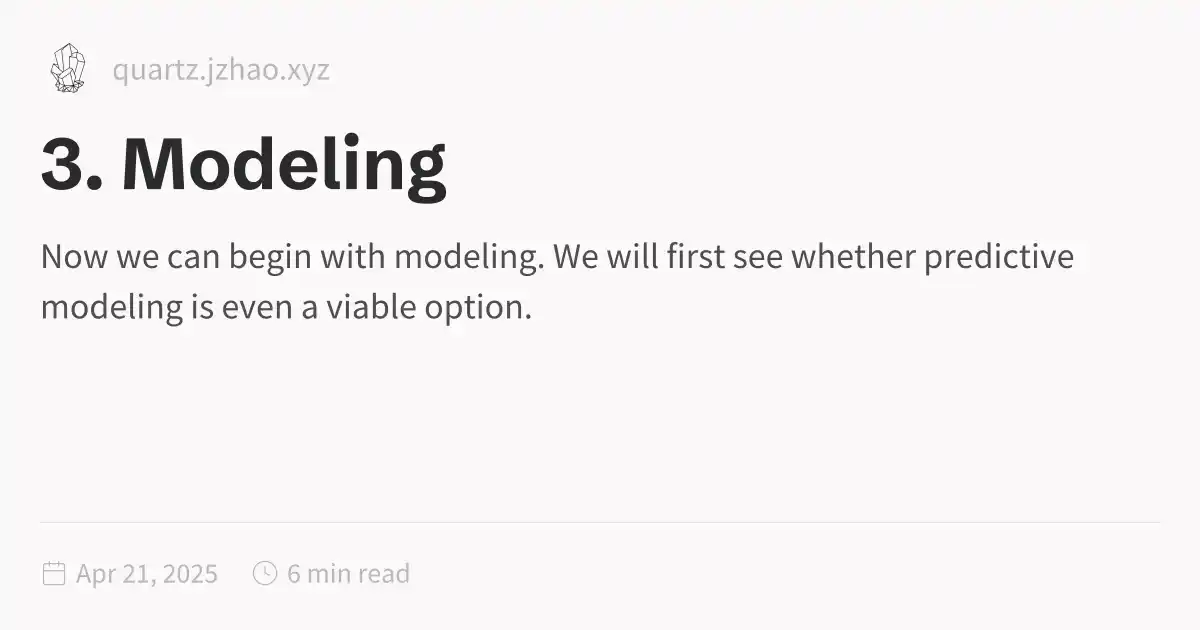 quartz.jzhao.xyz
3. Modeling
Now we can begin with modeling. We will first see whether predictive
modeling is even a viable option.
Apr 21, 2025 6 min read